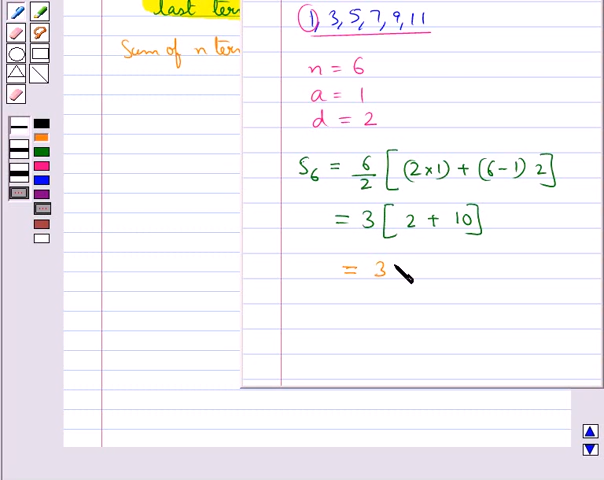 last ter
Sum of n ter
1, 3, 5, 7, 9, 11
n = 6
a = 1
d = 2
S₆ = 6/2 [(2×1) + (6-1) 2]
= 3 [2 + 10]
= 3